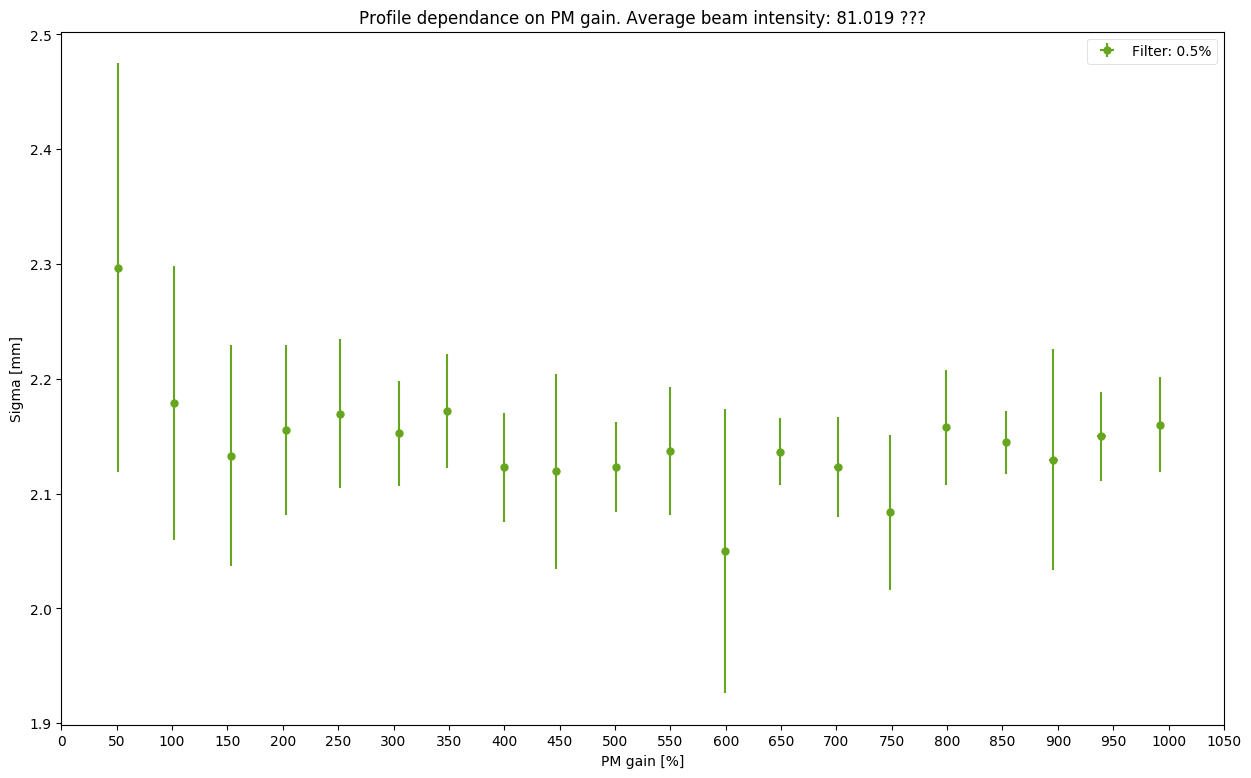 Profile dependance on PM gain. Average beam intensity: 81.019 ???
Filter: 0.5%
2.5
2.4
2.3
2.2
2.1
2.0
1.9
Sigma [mm]
0 50 100 150 200 250 300 350 400 450 500 550 600 650 700 750 800 850 900 950 1000 1050
PM gain [%]